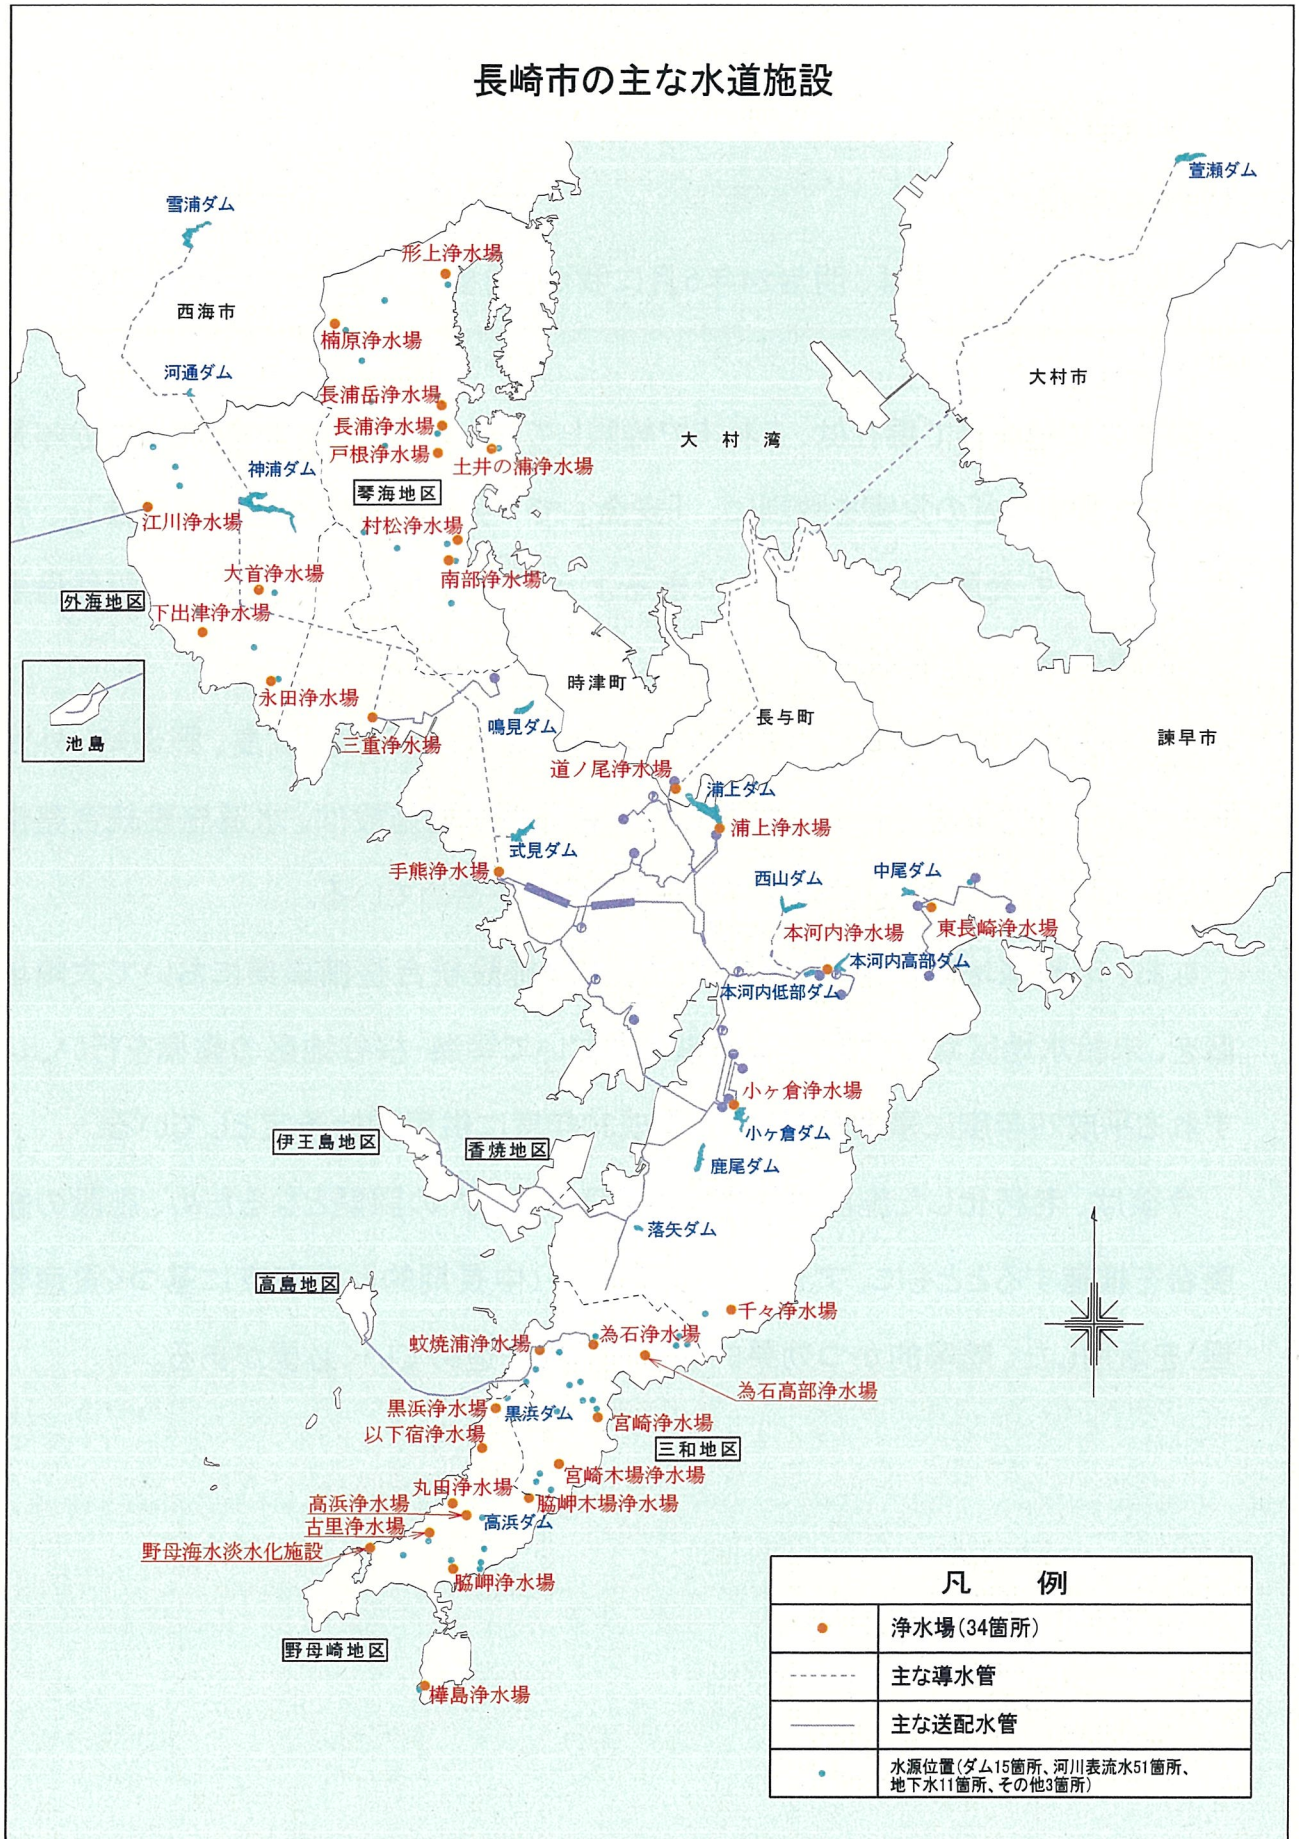 長崎市の主な水道施設
萱瀬ダム
雪浦ダム
形上浄水場
西海市
楠原浄水場
河通ダム
大村市
長浦岳浄水場
長浦浄水場
大村湾
戸根浄水場
土井の浦浄水場
神浦ダム
琴海地区
江川浄水場
村松浄水場
大首浄水場
南部浄水場
外海地区
下出津浄水場
時津町
永田浄水場
長与町
鳴見ダム
池島
三重浄水場
諫早市
道ノ尾浄水場
浦上ダム
浦上浄水場
式見ダム
手熊浄水場
西山ダム
中尾ダム
本河内浄水場
東長崎浄水場
本河内高部ダム
本河内低部ダム
小ヶ倉浄水場
小ヶ倉ダム
伊王島地区
香焼地区
鹿尾ダム
落矢ダム
高島地区
千々浄水場
蚊焼浦浄水場
為石浄水場
為石高部浄水場
黒浜浄水場
黒浜ダム
宮崎浄水場
以下宿浄水場
三和地区
宮崎木場浄水場
丸田浄水場
高浜浄水場
脇岬木場浄水場
古里浄水場
高浜ダム
野母海水淡水化施設
脇岬浄水場
野母崎地区
樺島浄水場
凡例
浄水場(34箇所)
主な導水管
主な送配水管
水源位置(ダム15箇所、河川表流水51箇所、
地下水11箇所、その他3箇所)